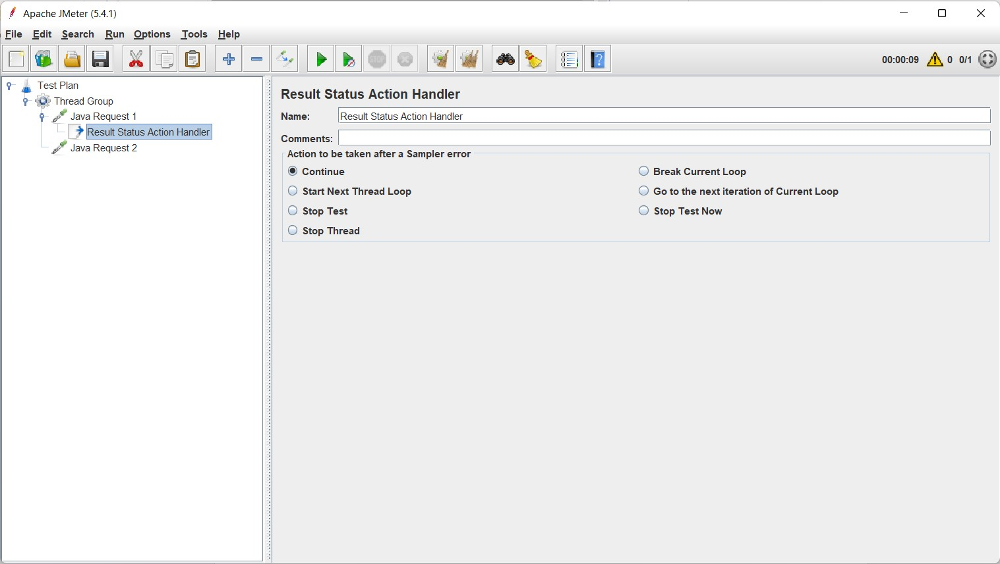 Apache JMeter (5.4.1)
File Edit Search Run Options Tools Help
STOP
00:00:09 0 0/1
Test Plan
Thread Group
Java Request 1
Result Status Action Handler
Java Request 2
Result Status Action Handler
Name: Result Status Action Handler
Comments:
Action to be taken after a Sampler error
Continue Break Current Loop
Start Next Thread Loop Go to the next iteration of Current Loop
Stop Test Stop Test Now
Stop Thread